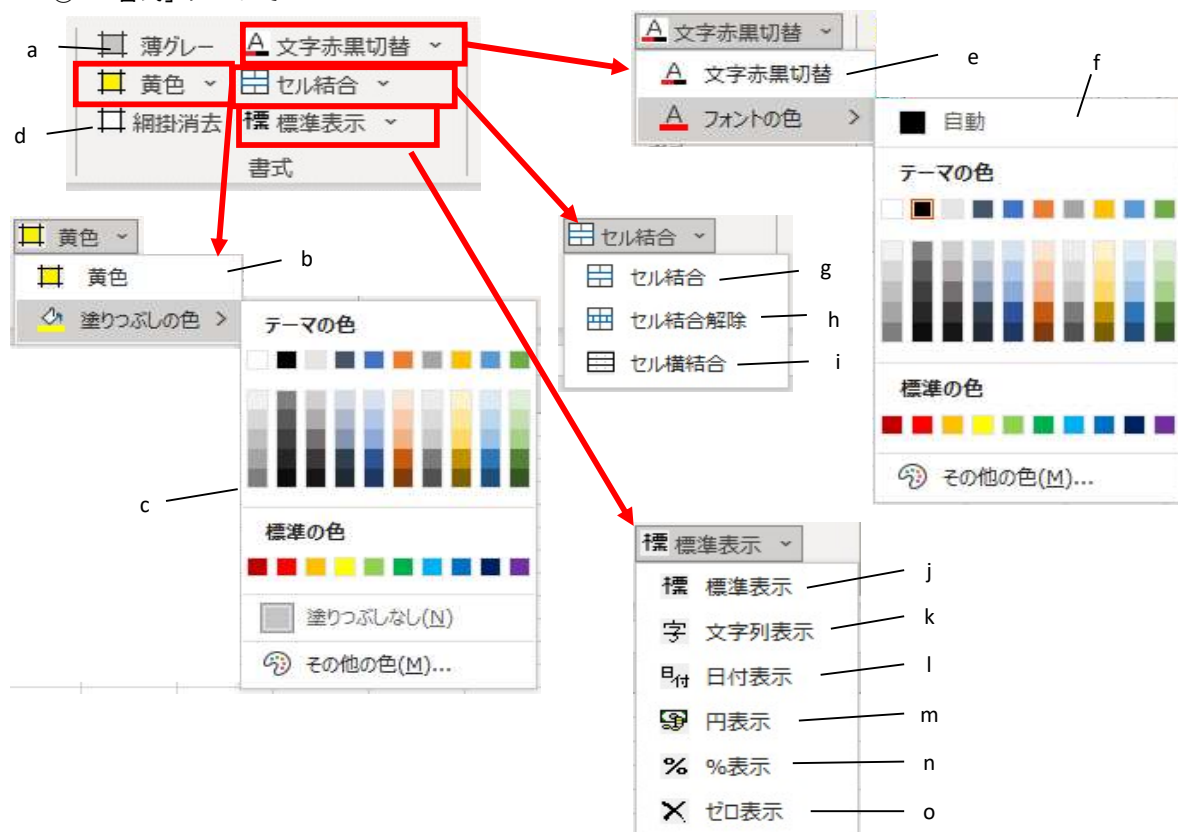 a
薄グレー
文字赤黒切替
黄色
セル結合
d
網掛消去
標 標準表示
書式
文字赤黒切替
文字赤黒切替
e
フォントの色
f
自動
テーマの色
標準の色
その他の色(M)...
黄色
黄色
b
塗りつぶしの色
テーマの色
c
標準の色
塗りつぶしなし(N)
その他の色(M)...
セル結合
セル結合
g
セル結合解除
h
セル横結合
i
標 標準表示
標 標準表示
j
字 文字列表示
k
日付 日付表示
l
円表示
m
% %表示
n
ゼロ表示
o